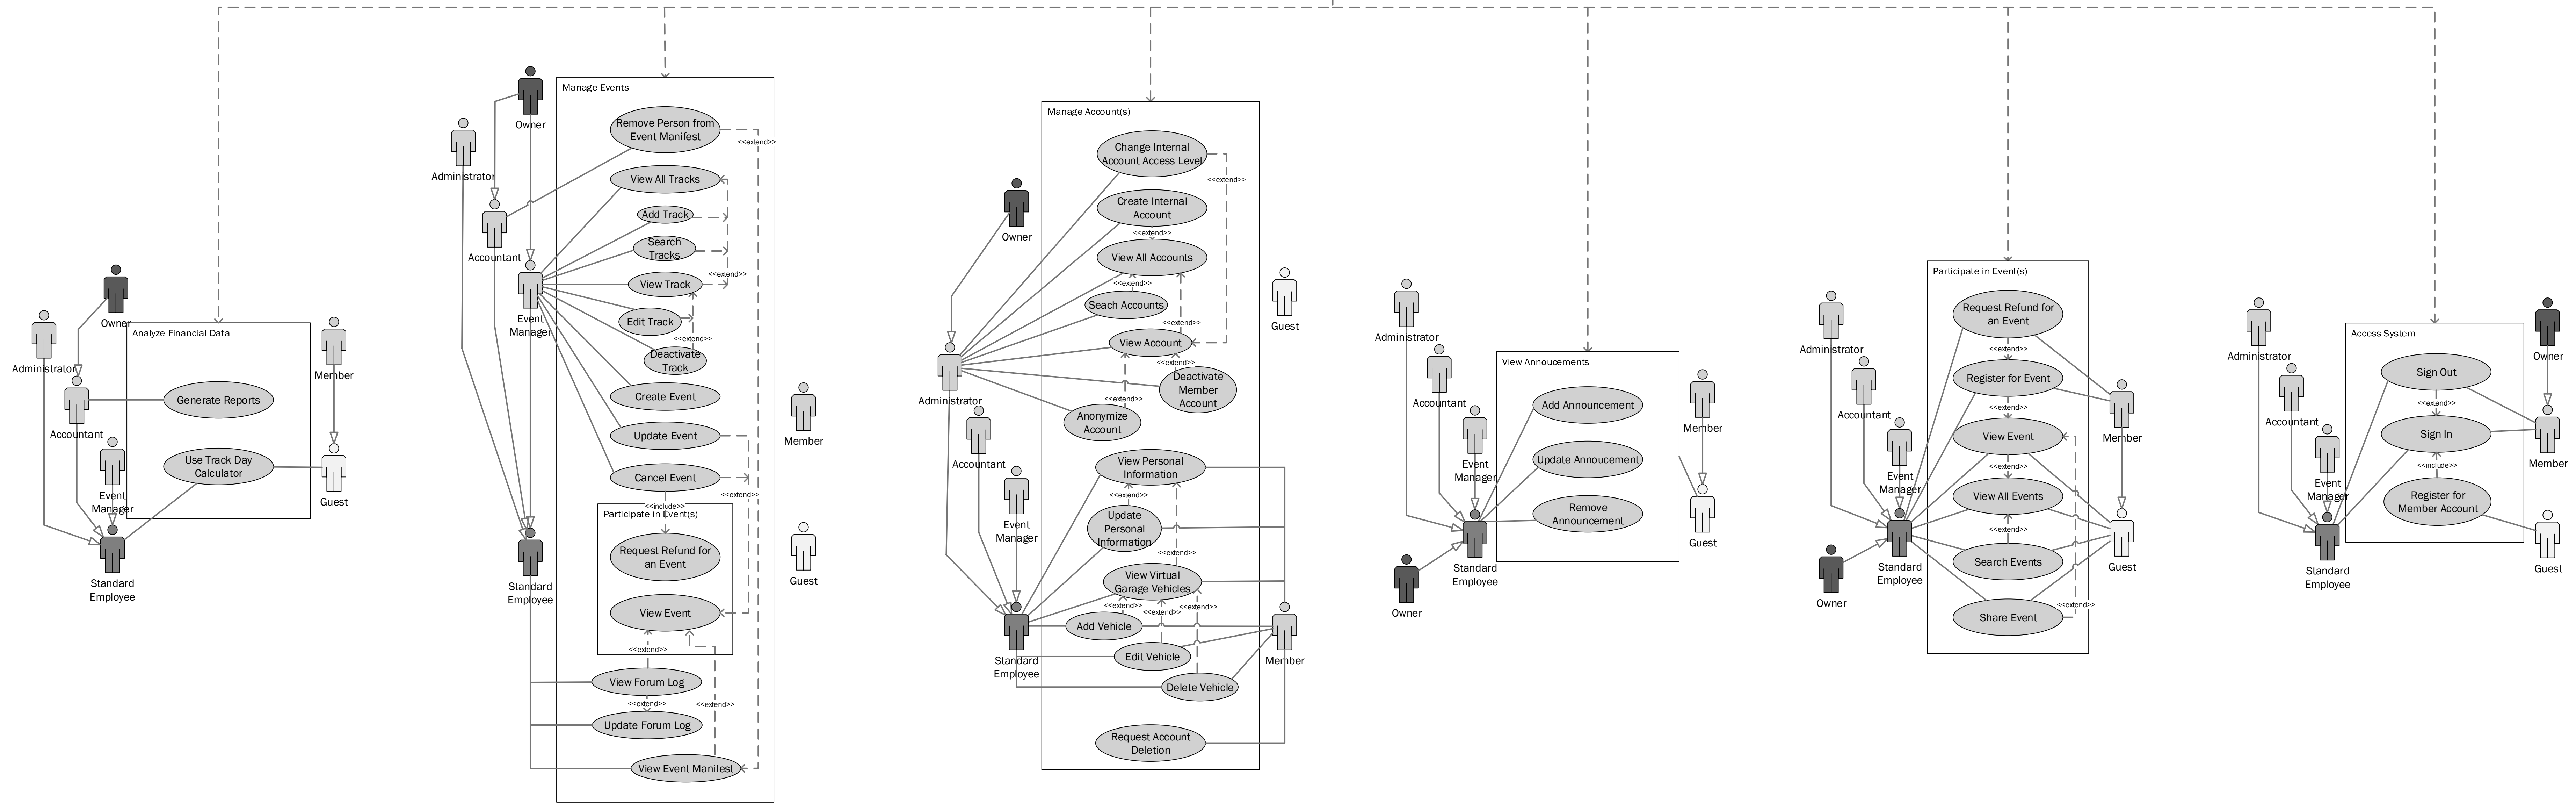 Owner
Administrator
Accountant
Event
Manager
Standard
Employee
Analyze Financial Data
Generate Reports
Use Track Day
Calculator
Member
Guest
Owner
Administrator
Accountant
Event
Manager
Standard
Employee
Manage Events
Remove Person from
Event Manifest
<<extend>>
View All Tracks
Add Track
Search
Tracks
<<extend>>
View Track
Edit Track
<<extend>>
Deactivate
Track
Create Event
Update Event
Cancel Event
<<extend>>
<<include>>
Participate in Event(s)
Request Refund for
an Event
View Event
<<extend>>
View Forum Log
<<extend>>
<<extend>>
Update Forum Log
View Event Manifest
Member
Guest
Owner
Administrator
Accountant
Event
Manager
Standard
Employee
Manage Account(s)
Change Internal
Account Access Level
<<extend>>
Create Internal
Account
<<extend>>
View All Accounts
<<extend>>
Seach Accounts
<<extend>>
View Account
<<extend>>
Deactivate
Member
Account
<<extend>>
Anonymize
Account
View Personal
Information
<<extend>>
Update
Personal
Information
<<extend>>
View Virtual
Garage Vehicles
<<extend>>
<<extend>>
<<extend>>
Add Vehicle
Edit Vehicle
Delete Vehicle
Request Account
Deletion
Guest
Member
Administrator
Accountant
Event
Manager
Standard
Employee
Owner
View Annoucements
Add Announcement
Update Annoucement
Remove
Announcement
Member
Guest
Administrator
Accountant
Event
Manager
Standard
Employee
Owner
Participate in Event(s)
Request Refund for
an Event
<<extend>>
Register for Event
<<extend>>
View Event
<<extend>>
View All Events
<<extend>>
Search Events
<<extend>>
Share Event
Member
Guest
Administrator
Accountant
Event
Manager
Standard
Employee
Access System
Sign Out
<<extend>>
Sign In
<<include>>
Register for
Member Account
Owner
Member
Guest